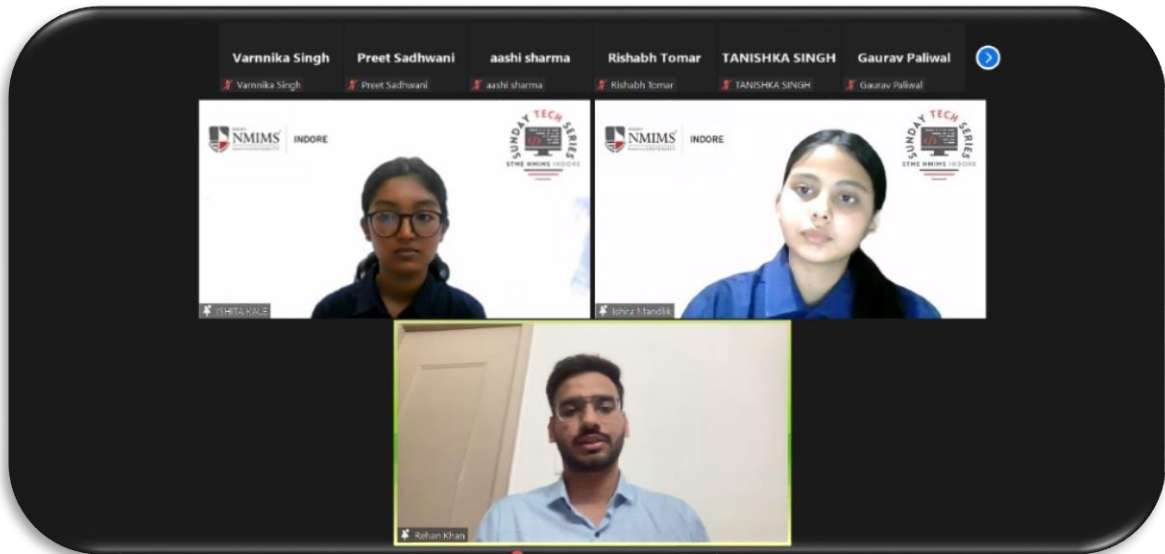 Varnnika Singh
Preet Sadhwani
aashi sharma
Rishabh Tomar
TANISHKA SINGH
Gaurav Paliwal
Varnnika Singh
Preet Sadhwani
aashi sharma
Rishabh Tomar
TANISHKA SINGH
Gaurav Paliwal
NMIMS
INDORE
SUNDAY TECH SERIES
STME NMIMS INDORE
NMIMS
INDORE
SUNDAY TECH SERIES
STME NMIMS INDORE
ISHITA KALE
Ishira Mandlik
Rehan Khan